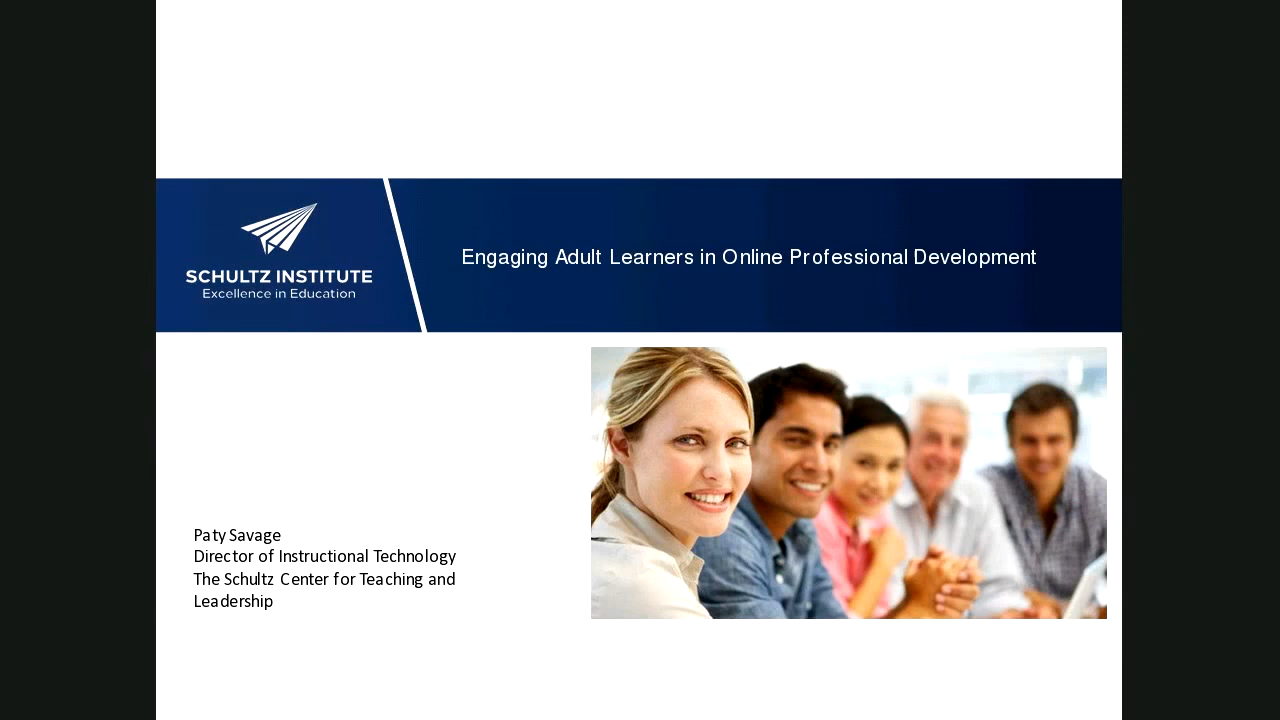 SCHULTZ INSTITUTE
Excellence in Education
Engaging Adult Learners in Online Professional Development
Paty Savage
Director of Instructional Technology
The Schultz Center for Teaching and
Leadership